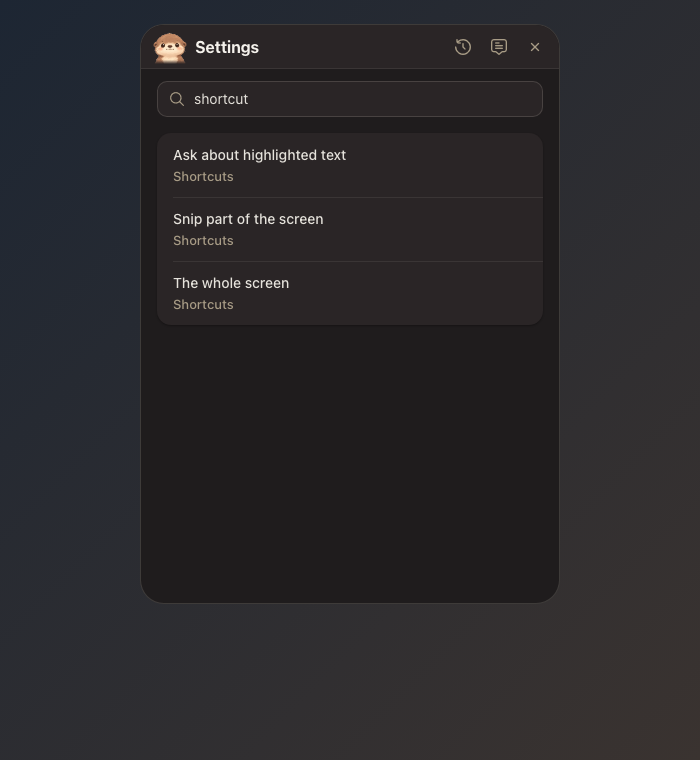 Settings
shortcut
Ask about highlighted text
Shortcuts
Snip part of the screen
Shortcuts
The whole screen
Shortcuts